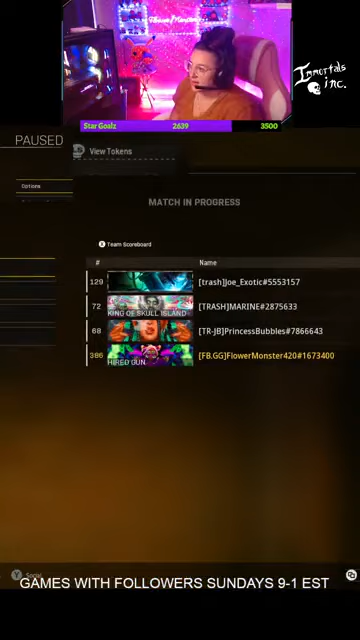 Immortals
inc.
Star Goalz 2639 3500
PAUSED
View Tokens
Options
MATCH IN PROGRESS
X Team Scoreboard
# Name
129 [trash]Joe_Exotic#5553157
72 KING OF SKULL ISLAND [TRASH]MARINE#2875633
68 [TR-JB]PrincessBubbles#7866643
386 HIRED GUN [FB.GG]FlowerMonster420#1673400
Y Social
GAMES WITH FOLLOWERS SUNDAYS 9-1 EST